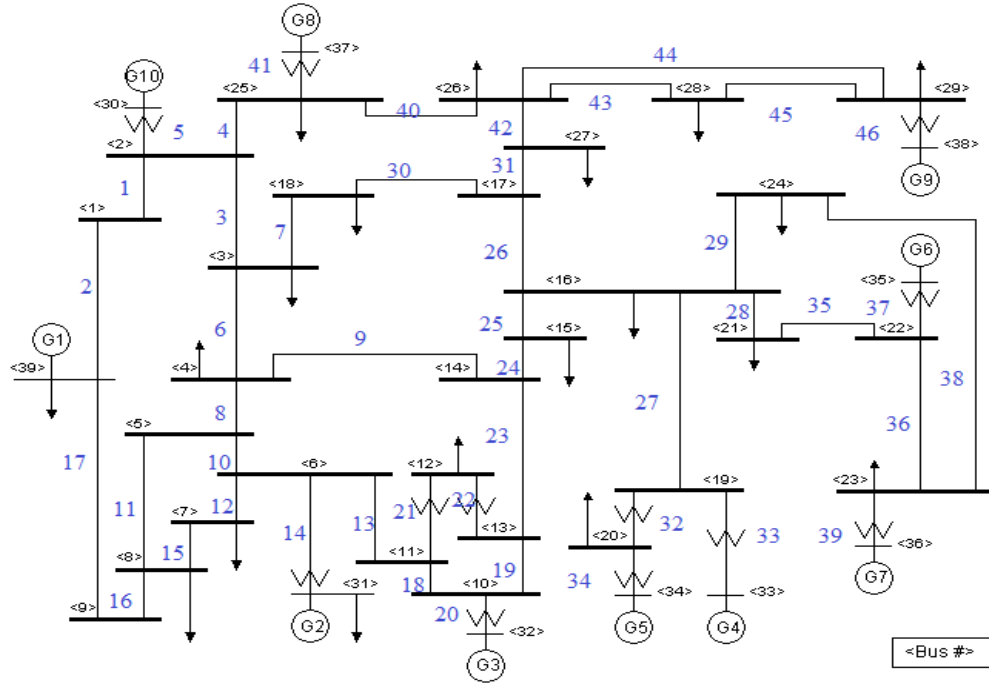 G8 <37> 44
41
G10 <25> <26> <28> <29>
<30> 40 43 45
5 4 42 46
<2> <27> <38>
31 G9
1 <18> 30 <17> <24>
<1> 3 7 29 G6
<3> 26 <35>
2 <16>
6 9 25 <15> 28 35 37
G1 <21> <22>
<39> <4> <14> 24 38
8 27
<5> 23 36
17 10 <6> <12> <19> <23>
11 12 14 13 21 22 32 33 39
<7> <13> <20> <36>
<8> 15 <11> 19 G7
18 <10> 34
<9> 16 <31> 20 <34> <33>
G2 <32> G5 G4
G3 <Bus #>